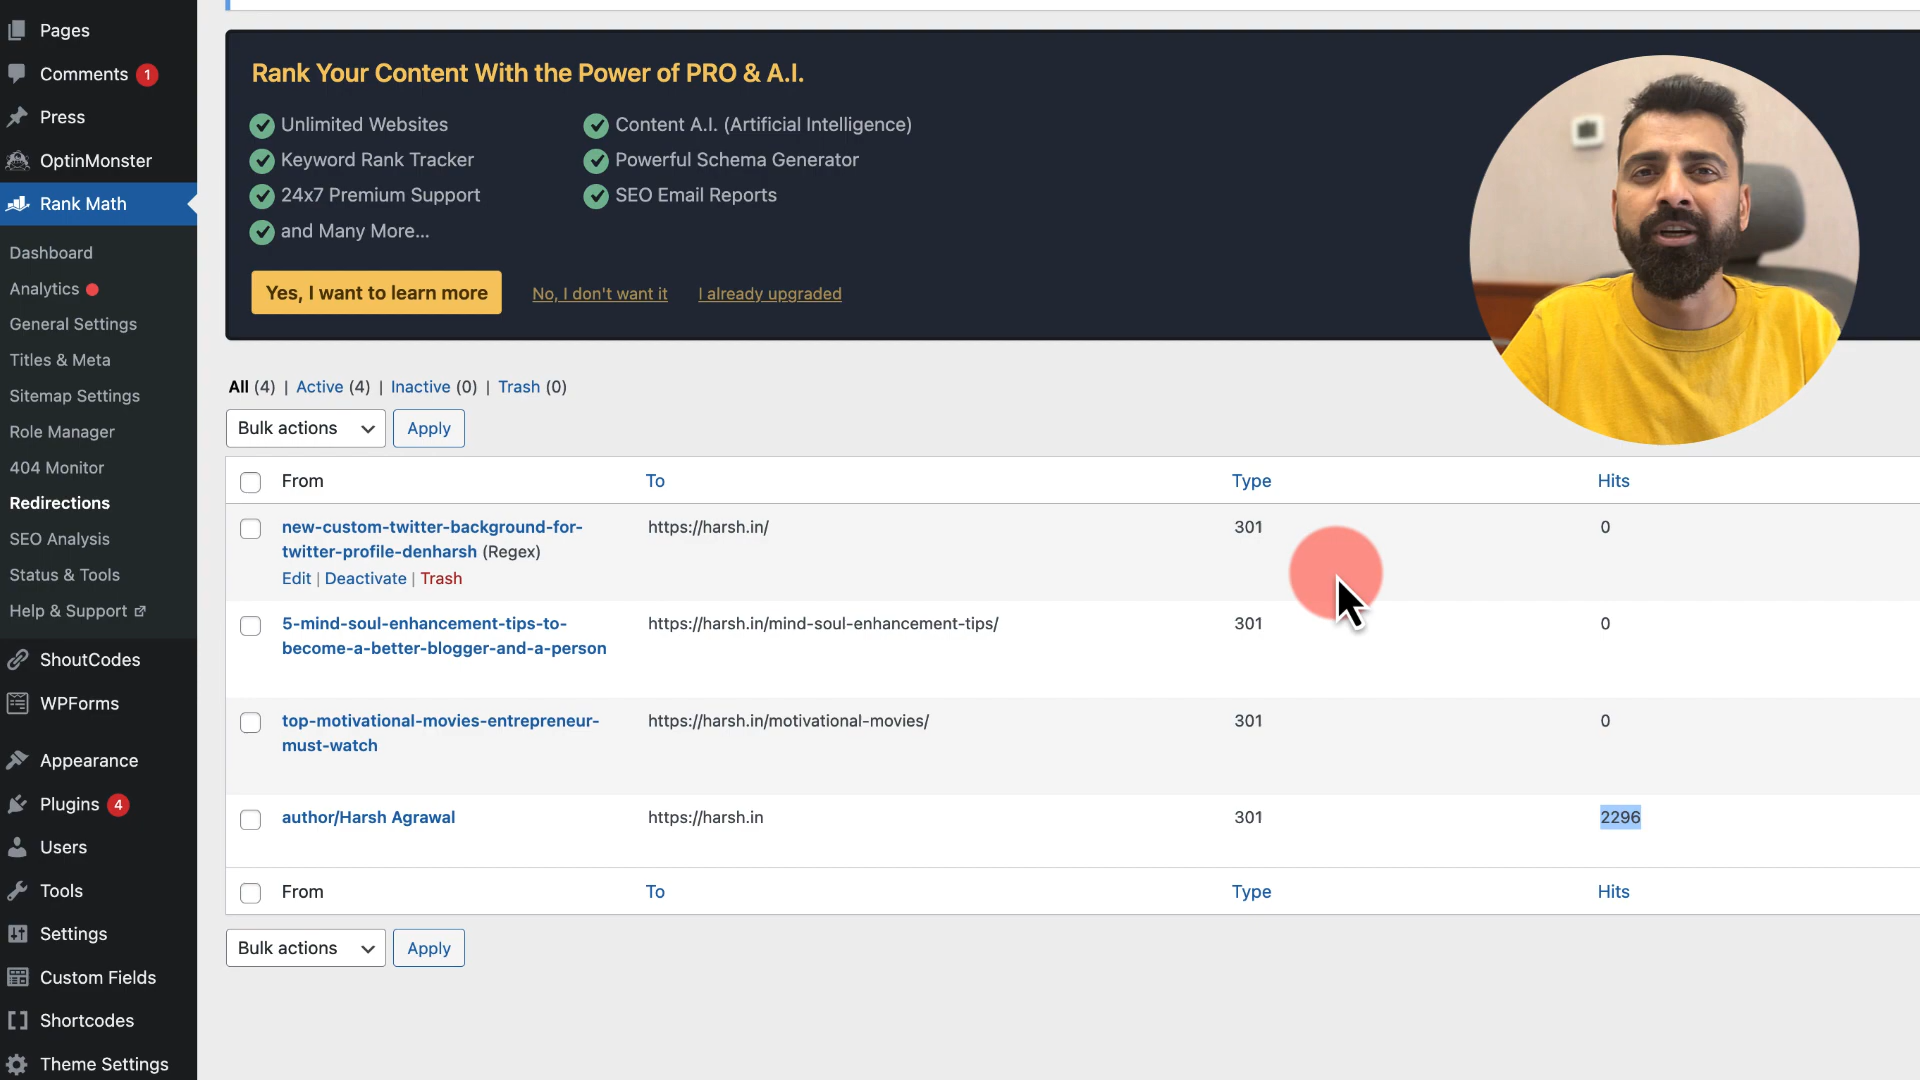 Pages
Comments 1
Press
OptinMonster
Rank Math
Dashboard
Analytics
General Settings
Titles & Meta
Sitemap Settings
Role Manager
404 Monitor
Redirections
SEO Analysis
Status & Tools
Help & Support
ShoutCodes
WPForms
Appearance
Plugins 4
Users
Tools
Settings
Custom Fields
Shortcodes
Theme Settings
Rank Your Content With the Power of PRO & A.I.
Unlimited Websites
Keyword Rank Tracker
24x7 Premium Support
and Many More...
Content A.I. (Artificial Intelligence)
Powerful Schema Generator
SEO Email Reports
Yes, I want to learn more No, I don't want it I already upgraded
All (4) | Active (4) | Inactive (0) | Trash (0)
Bulk actions Apply
From To Type Hits
new-custom-twitter-background-for- https://harsh.in/ 301 0
twitter-profile-denharsh (Regex)
Edit | Deactivate | Trash
5-mind-soul-enhancement-tips-to- https://harsh.in/mind-soul-enhancement-tips/ 301 0
become-a-better-blogger-and-a-person
top-motivational-movies-entrepreneur- https://harsh.in/motivational-movies/ 301 0
must-watch
author/Harsh Agrawal https://harsh.in 301 2296
From To Type Hits
Bulk actions Apply